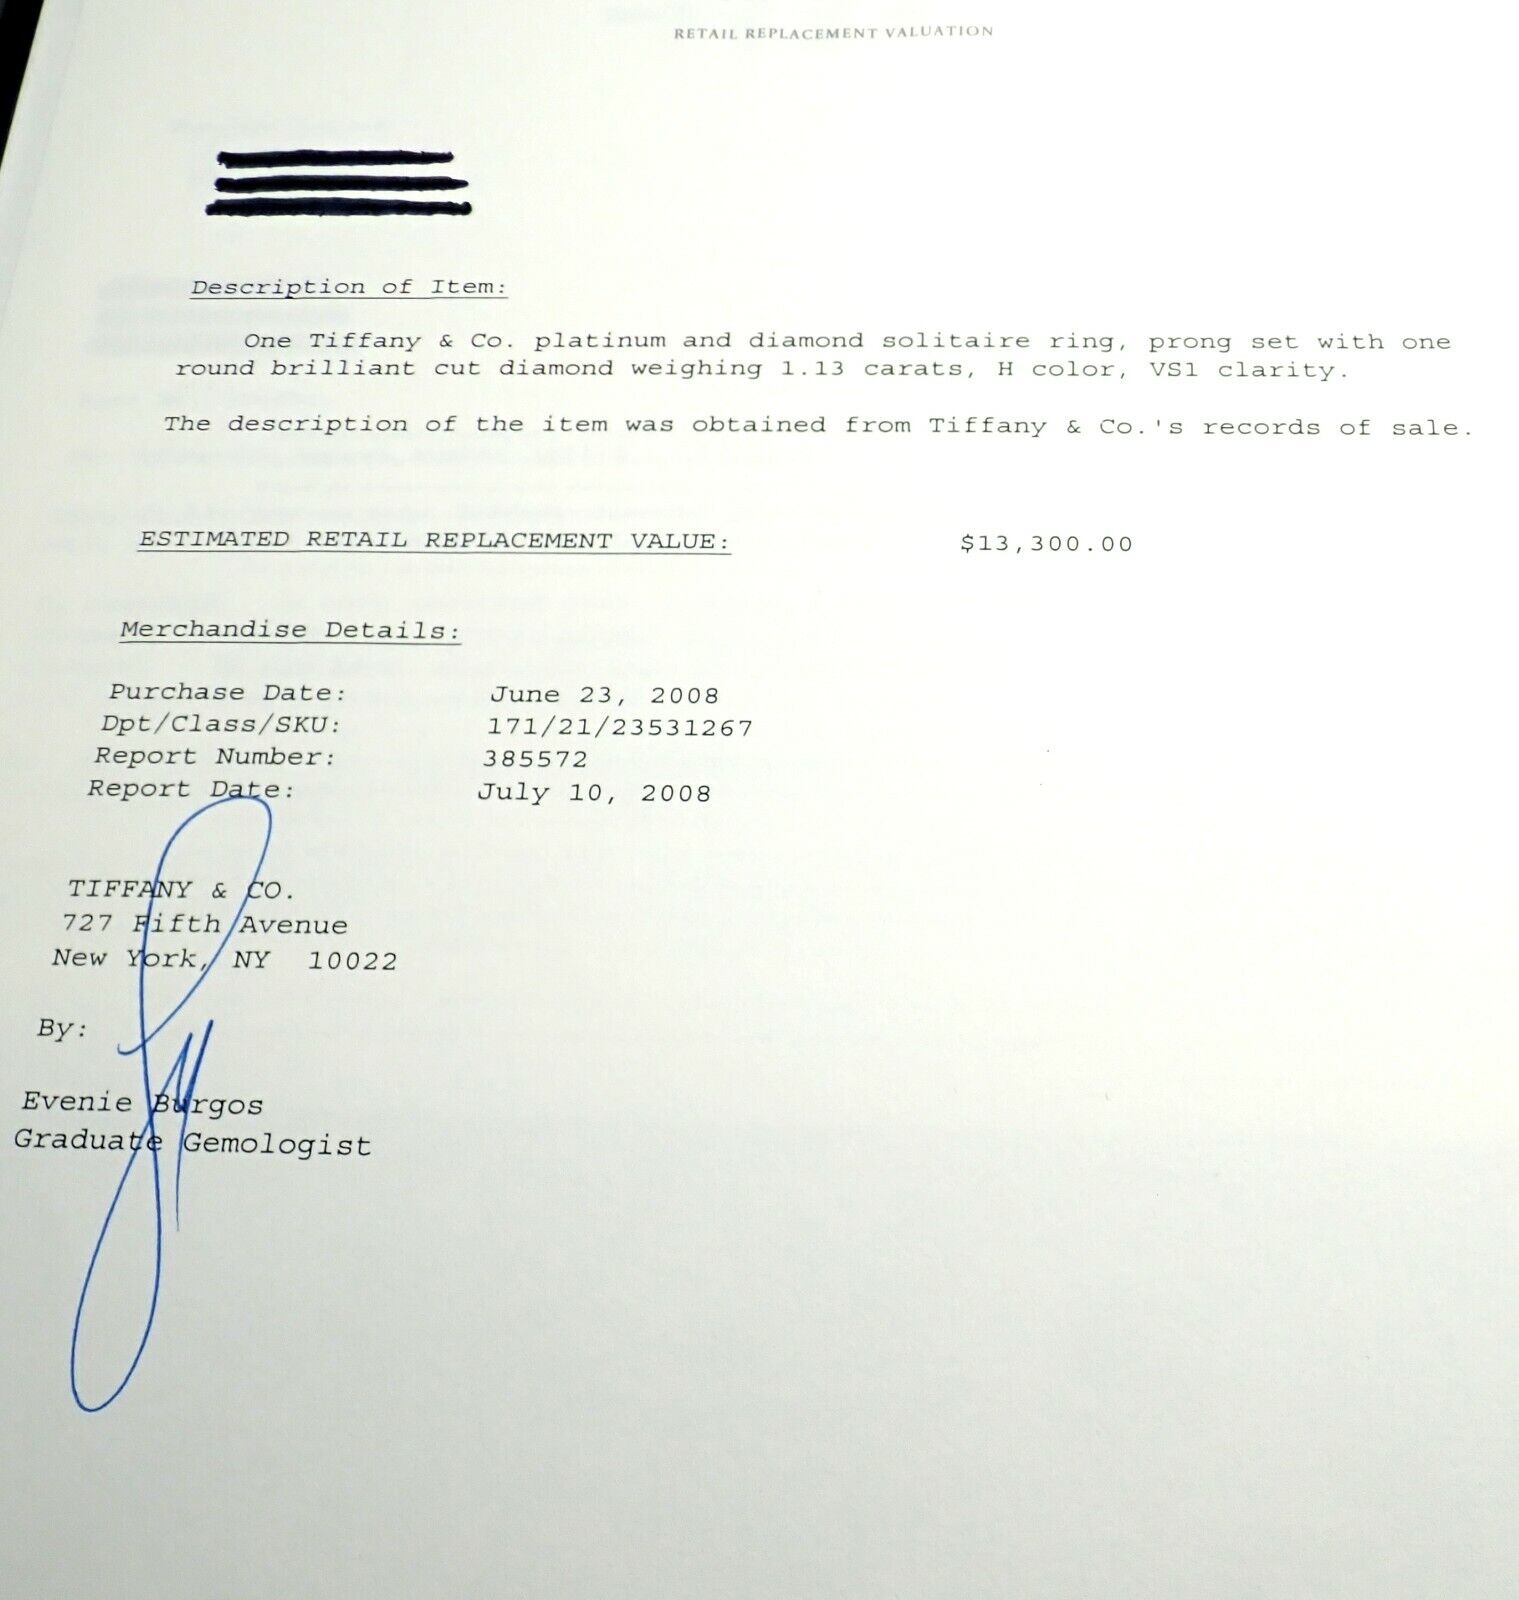 RETAIL REPLACEMENT VALUATION
Description of Item:
One Tiffany & Co. platinum and diamond solitaire ring, prong set with one
round brilliant cut diamond weighing 1.13 carats, H color, VS1 clarity.
The description of the item was obtained from Tiffany & Co.'s records of sale.
ESTIMATED RETAIL REPLACEMENT VALUE: $13,300.00
Merchandise Details:
Purchase Date: June 23, 2008
Dpt/Class/SKU: 171/21/23531267
Report Number: 385572
Report Date: July 10, 2008
TIFFANY & CO.
727 Fifth Avenue
New York, NY 10022
By:
Evenie Burgos
Graduate Gemologist